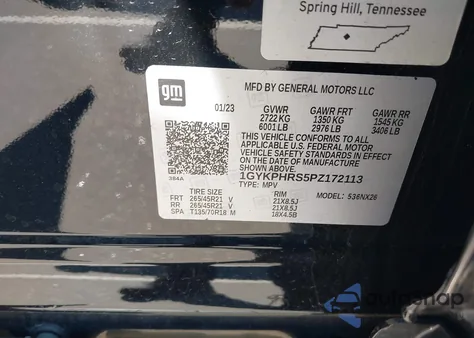 Spring Hill, Tennessee
gm
MFD BY GENERAL MOTORS LLC
01/23 GVWR GAWR FRT GAWR RR
2722 KG 1350 KG 1545 KG
6001 LB 2976 LB 3406 LB
THIS VEHICLE CONFORMS TO ALL
APPLICABLE U.S. FEDERAL MOTOR
VEHICLE SAFETY
STANDARDS IN EFFECT ON THE DATE OF
MANUFACTURE SHOWN ABOVE.
1GYKPHRS5PZ172113
384A TYPE: MPV MODEL: 536NX26
TIRE SIZE RIM
FRT 265/45R21 V 21X8.5J
RR 265/45R21 V 21X8.5J
SPA T135/70R18 M 18X4.5B
autosnap